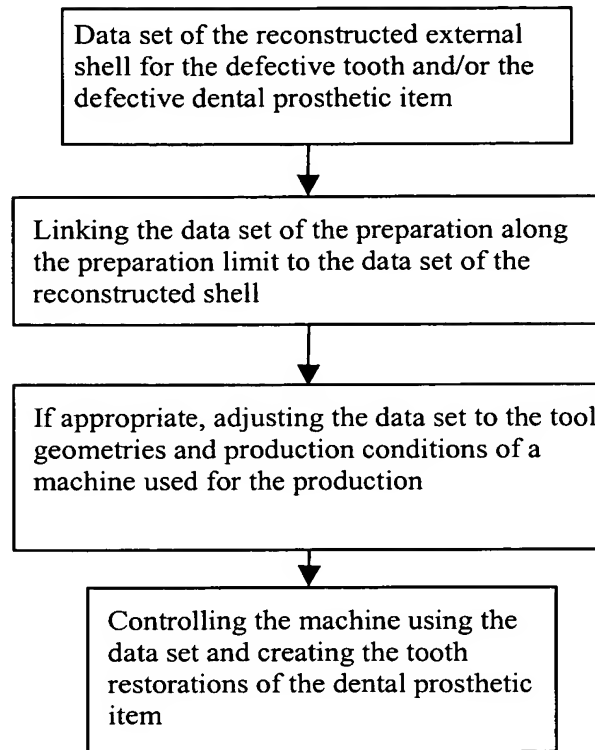 Data set of the reconstructed external
shell for the defective tooth and/or the
defective dental prosthetic item
Linking the data set of the preparation along
the preparation limit to the data set of the
reconstructed shell
If appropriate, adjusting the data set to the tool
geometries and production conditions of a
machine used for the production
Controlling the machine using the
data set and creating the tooth
restorations of the dental prosthetic
item